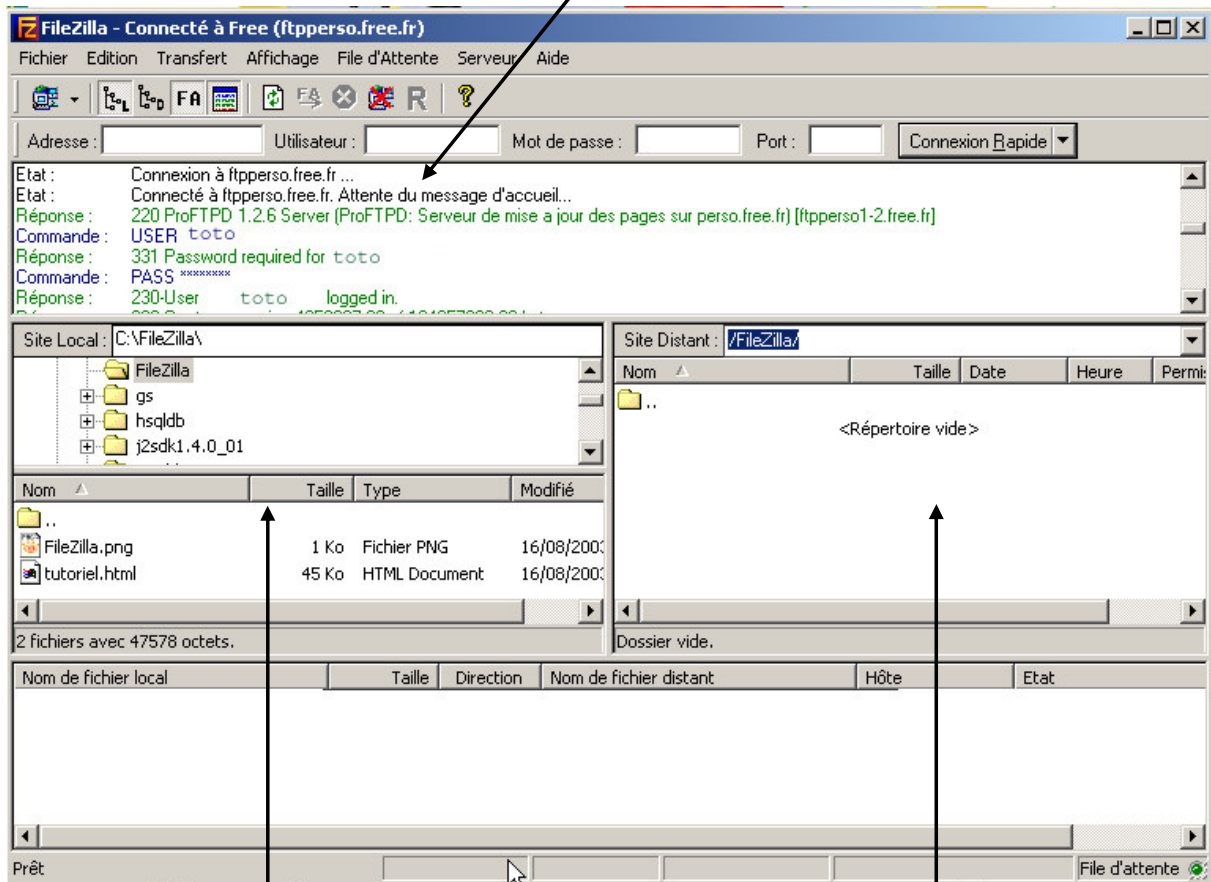 FileZilla - Connecté à Free (ftpperso.free.fr)
Fichier Edition Transfert Affichage File d'Attente Serveur Aide
L D FA R ?
Adresse : Utilisateur : Mot de passe : Port : Connexion Rapide
Etat : Connexion à ftpperso.free.fr ...
Etat : Connecté à ftpperso.free.fr. Attente du message d'accueil...
Réponse : 220 ProFTPD 1.2.6 Server (ProFTPD: Serveur de mise a jour des pages sur perso.free.fr) [ftpperso1-2.free.fr]
Commande : USER toto
Réponse : 331 Password required for toto
Commande : PASS ********
Réponse : 230-User toto logged in.
Site Local : C:\FileZilla\
FileZilla
gs
hsqldb
j2sdk1.4.0_01
Nom Taille Type Modifié
..
FileZilla.png 1 Ko Fichier PNG 16/08/2003
tutoriel.html 45 Ko HTML Document 16/08/2003
2 fichiers avec 47578 octets.
Site Distant : /FileZilla/
Nom Taille Date Heure Permis
..
<Répertoire vide>
Dossier vide.
Nom de fichier local Taille Direction Nom de fichier distant Hôte Etat
Prêt File d'attente